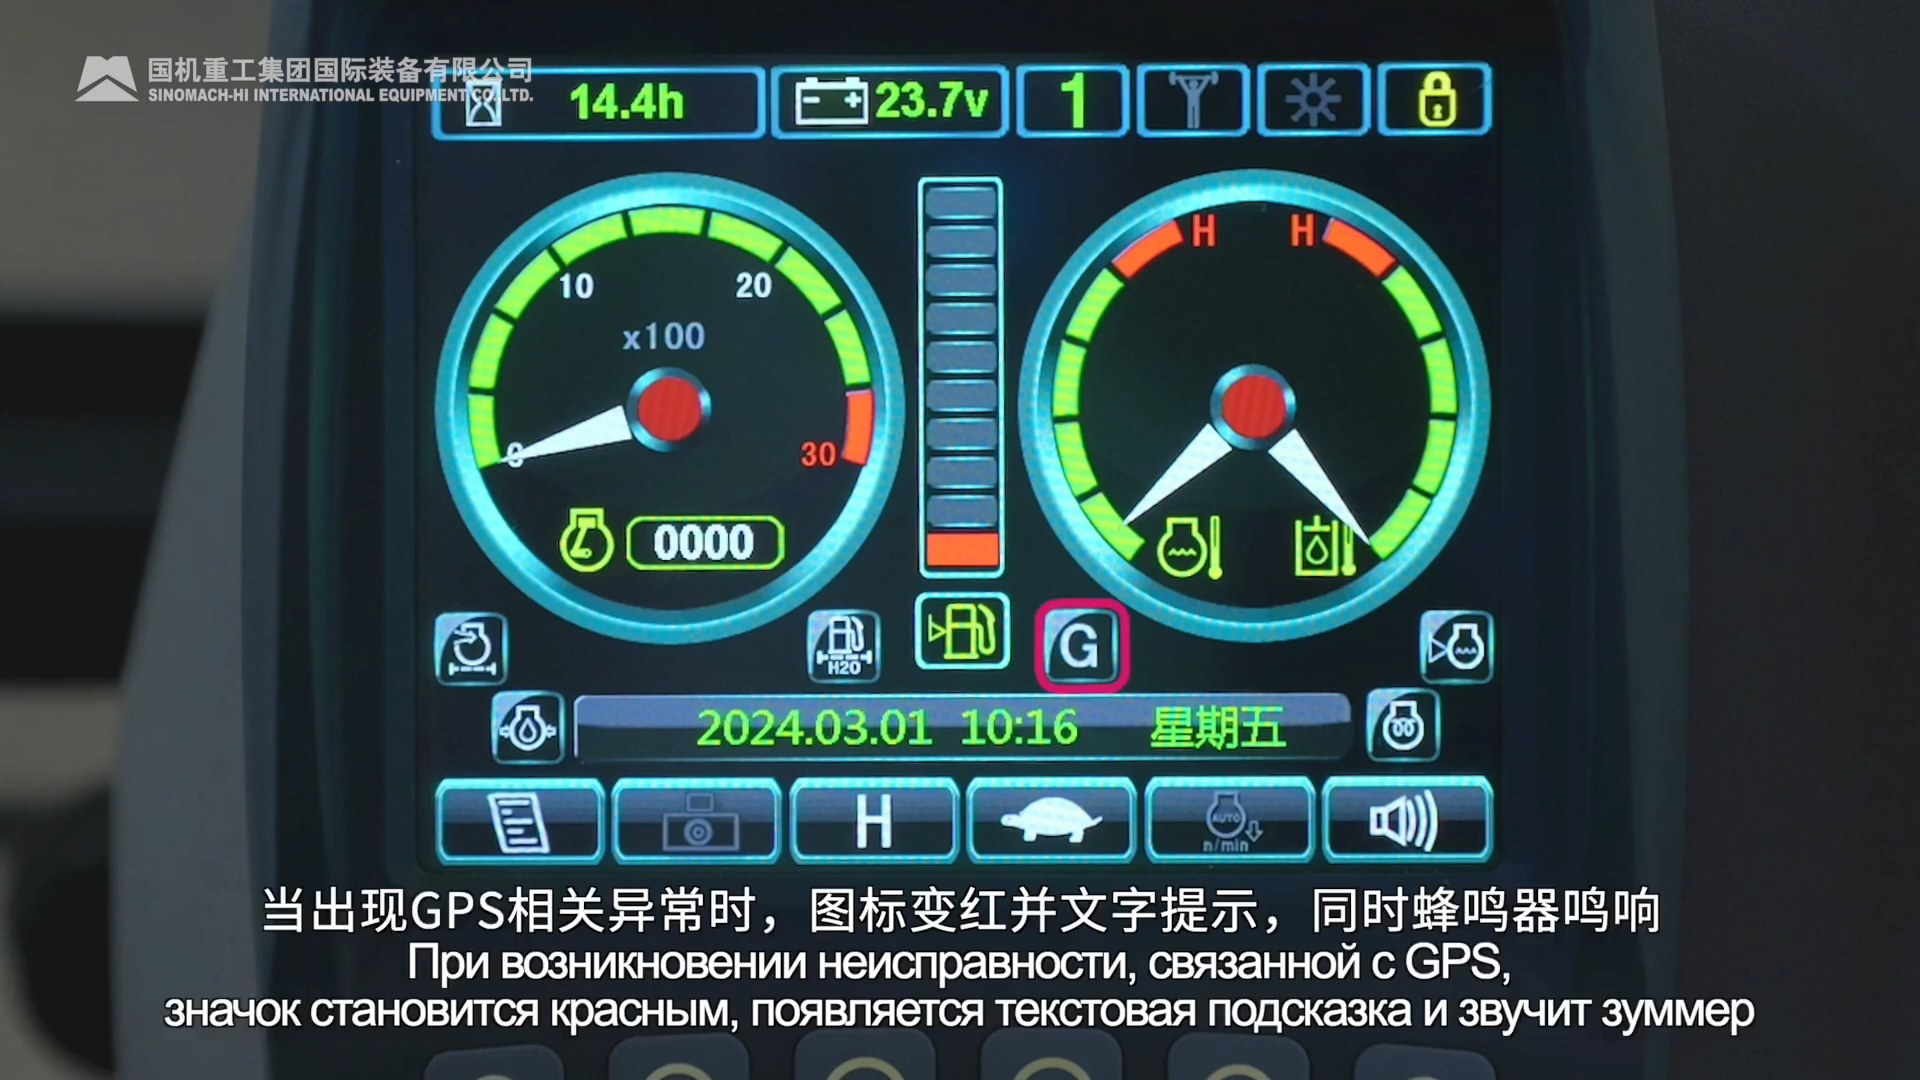 国机重工集团国际装备有限公司
SINOMACH-HI INTERNATIONAL EQUIPMENT CO.,LTD.
14.4h
23.7v
1
10
20
x100
0
30
0000
H
H
H2O
G
2024.03.01 10:16 星期五
H
AUTO
n/min
当出现GPS相关异常时，图标变红并文字提示，同时蜂鸣器鸣响
При возникновении неисправности, связанной с GPS,
значок становится красным, появляется текстовая подсказка и звучит зуммер